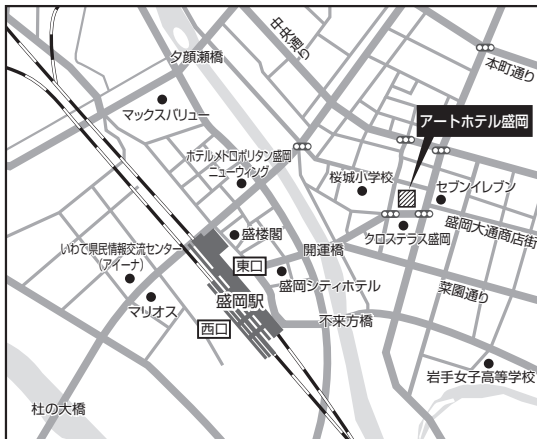 中央通り
夕顔瀬橋
本町通り
マックスバリュー
アートホテル盛岡
ホテルメトロポリタン盛岡
ニューウィング
桜城小学校
セブンイレブン
盛楼閣
クロステラス盛岡
盛岡大通商店街
いわて県民情報交流センター
(アイーナ)
開運橋
東口
盛岡シティホテル
菜園通り
マリオス
盛岡駅
不来方橋
西口
岩手女子高等学校
杜の大橋